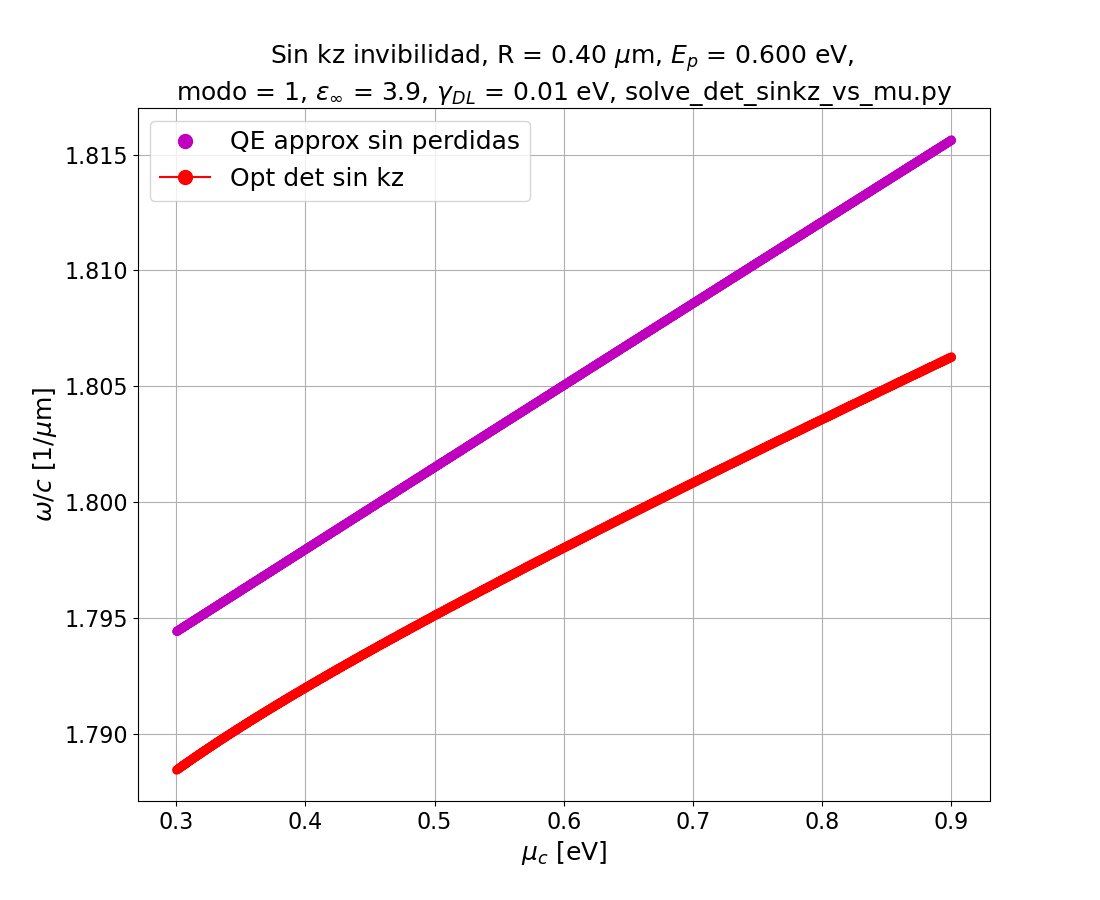 Sin kz invibilidad, R = 0.40 μm, E_p = 0.600 eV,
modo = 1, ε_∞ = 3.9, γ_DL = 0.01 eV, solve_det_sinkz_vs_mu.py
QE approx sin perdidas
Opt det sin kz
1.815
1.810
1.805
1.800
1.795
1.790
ω/c [1/μm]
0.3 0.4 0.5 0.6 0.7 0.8 0.9
μ_c [eV]